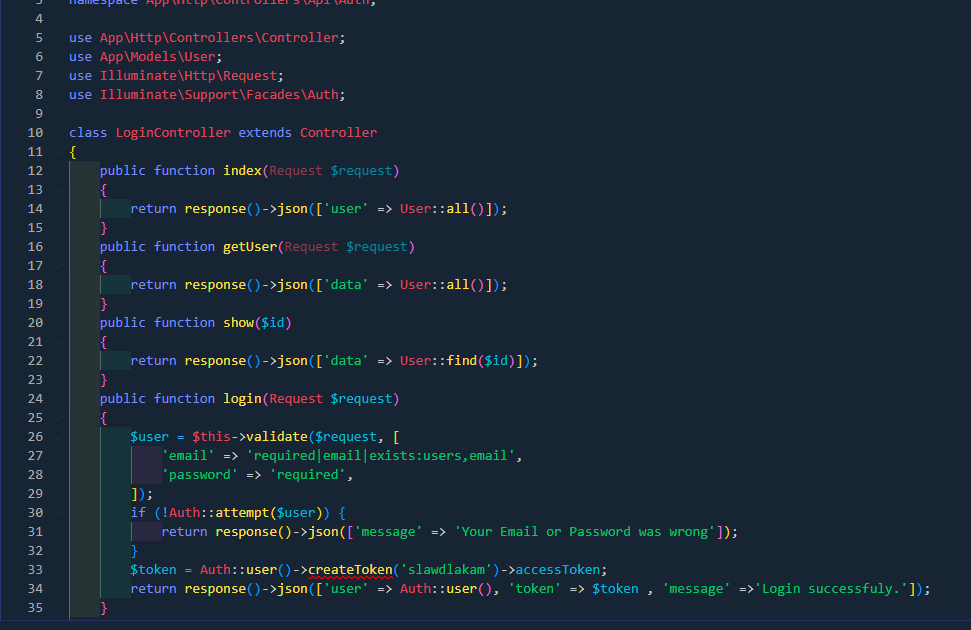 3 namespace App\Http\Controllers\Api\Auth;
4
5 use App\Http\Controllers\Controller;
6 use App\Models\User;
7 use Illuminate\Http\Request;
8 use Illuminate\Support\Facades\Auth;
9
10 class LoginController extends Controller
11 {
12 public function index(Request $request)
13 {
14 return response()->json(['user' => User::all()]);
15 }
16 public function getUser(Request $request)
17 {
18 return response()->json(['data' => User::all()]);
19 }
20 public function show($id)
21 {
22 return response()->json(['data' => User::find($id)]);
23 }
24 public function login(Request $request)
25 {
26 $user = $this->validate($request, [
27 'email' => 'required|email|exists:users,email',
28 'password' => 'required',
29 ]);
30 if (!Auth::attempt($user)) {
31 return response()->json(['message' => 'Your Email or Password was wrong']);
32 }
33 $token = Auth::user()->createToken('slawdlakam')->accessToken;
34 return response()->json(['user' => Auth::user(), 'token' => $token , 'message' =>'Login successfuly.']);
35 }